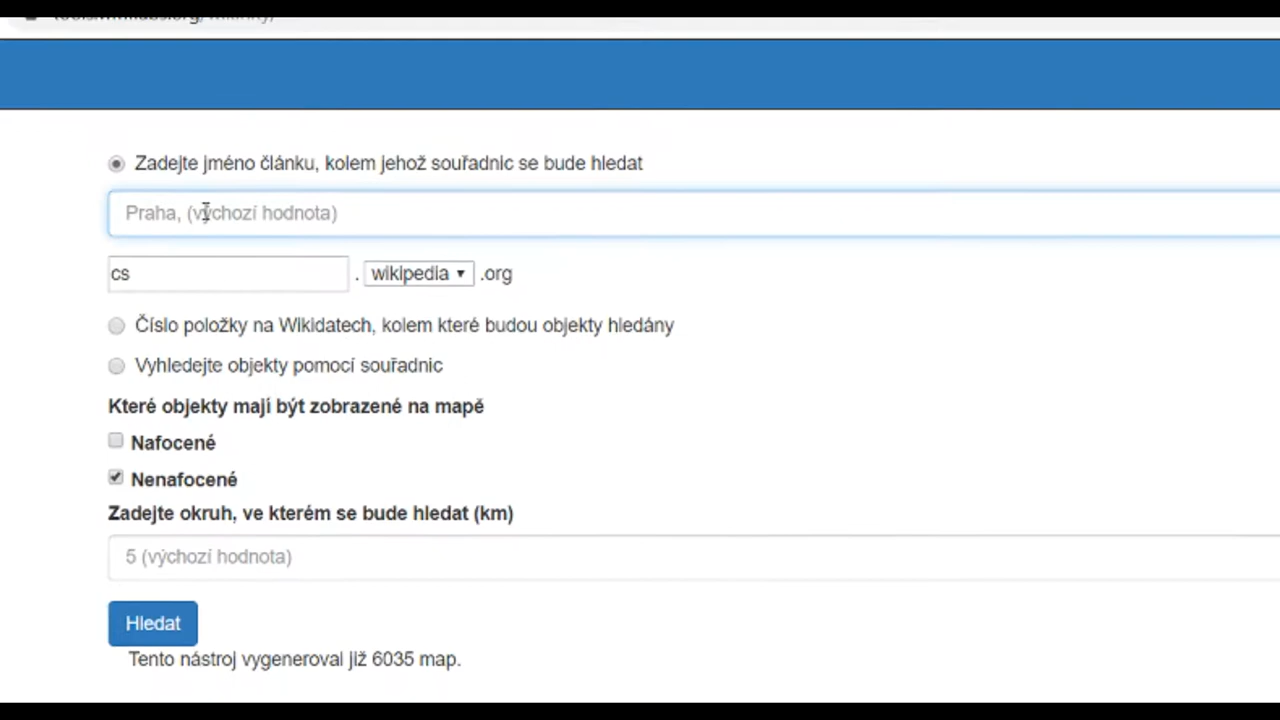 Zadejte jméno článku, kolem jehož souřadnic se bude hledat
Praha, (výchozí hodnota)
cs . wikipedia ▾ .org
Číslo položky na Wikidatech, kolem které budou objekty hledány
Vyhledejte objekty pomocí souřadnic
Které objekty mají být zobrazené na mapě
Nafocené
Nenafocené
Zadejte okruh, ve kterém se bude hledat (km)
5 (výchozí hodnota)
Hledat
Tento nástroj vygeneroval již 6035 map.